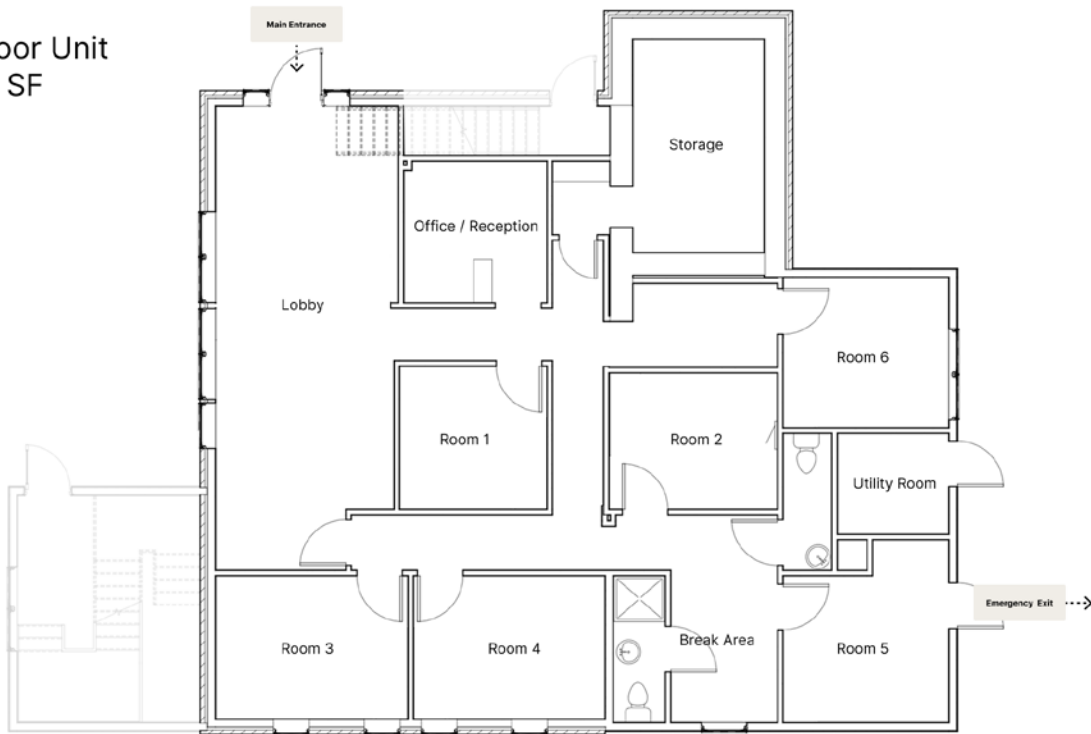 Main Entrance
oor Unit
SF
Storage
Office / Reception
Lobby
Room 6
Room 1
Room 2
Utility Room
Emergency Exit
Room 3
Room 4
Break Area
Room 5